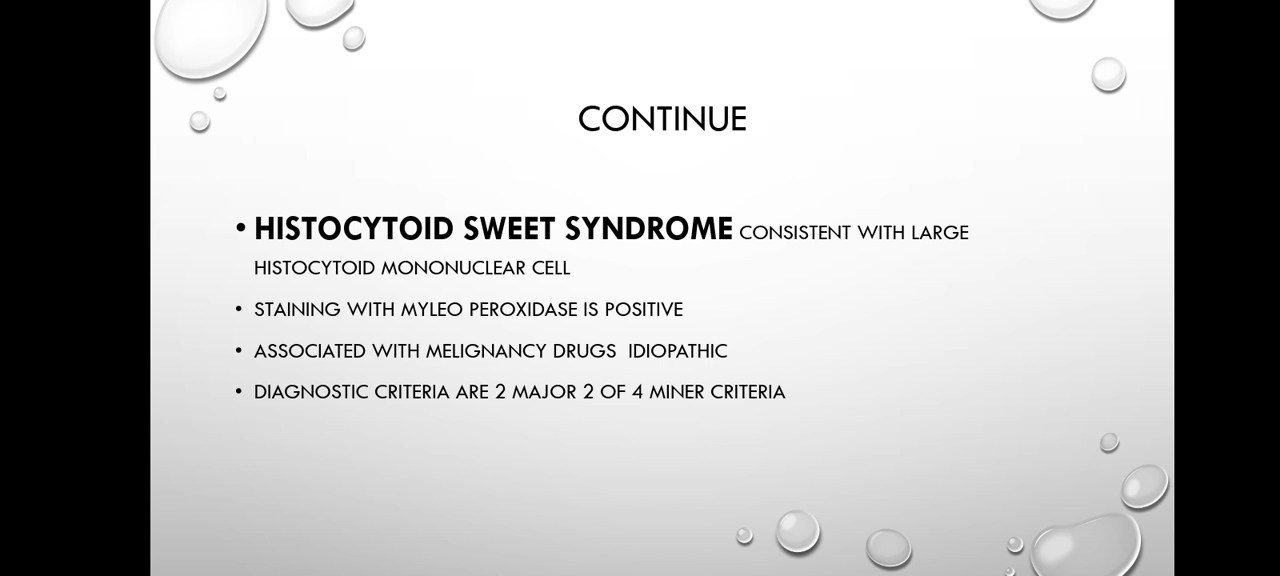 CONTINUE
• HISTOCYTOID SWEET SYNDROME CONSISTENT WITH LARGE
HISTOCYTOID MONONUCLEAR CELL
• STAINING WITH MYLEO PEROXIDASE IS POSITIVE
• ASSOCIATED WITH MELIGNANCY DRUGS  IDIOPATHIC
• DIAGNOSTIC CRITERIA ARE 2 MAJOR 2 OF 4 MINER CRITERIA